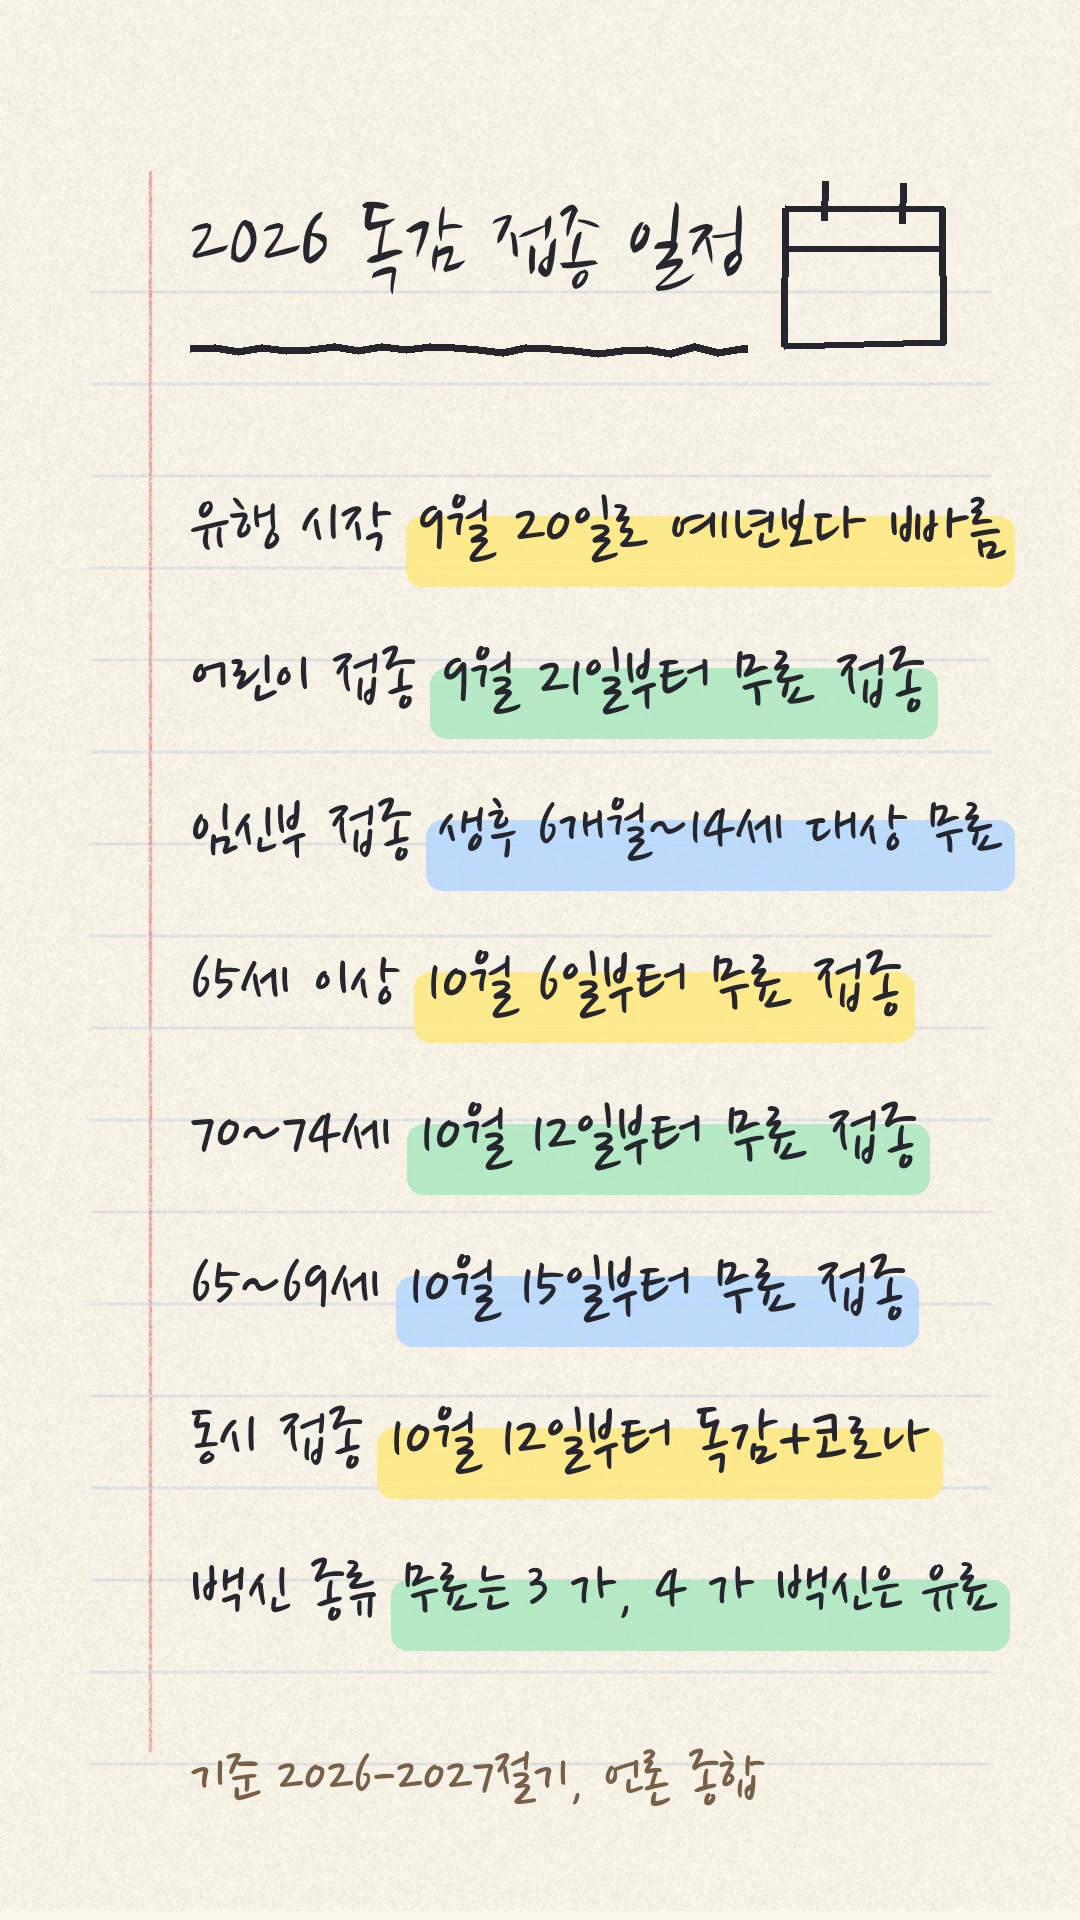 2026 독감 접종 일정
유행 시작 9월 20일로 예년보다 빠름
어린이 접종 9월 21일부터 무료 접종
임신부 접종 생후 6개월~14세 대상 무료
65세 이상 10월 6일부터 무료 접종
70~74세 10월 12일부터 무료 접종
65~69세 10월 15일부터 무료 접종
동시 접종 10월 12일부터 독감+코로나
백신 종류 무료는 3 가, 4 가 백신은 유료
기준 2026-2027절기, 언론 종합